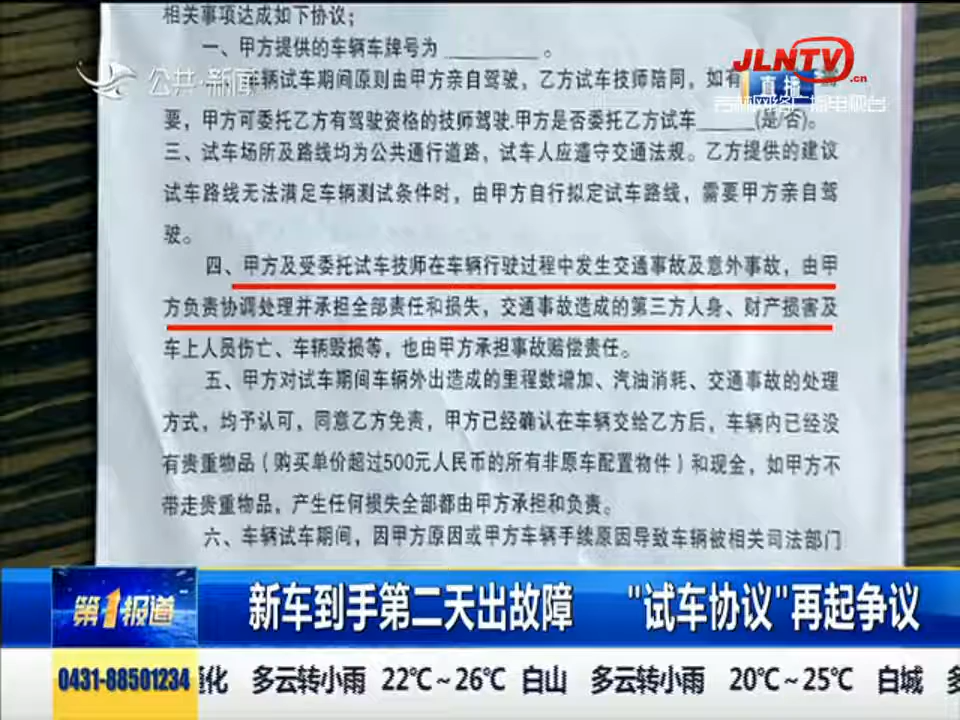 相关事项达成如下协议;
一、甲方提供的车辆车牌号为 ________ 。
车辆试车期间原则由甲方亲自驾驶，乙方试车技师陪同，如有
要，甲方可委托乙方有驾驶资格的技师驾驶.甲方是否委托乙方试车_____(是/否)。
三、试车场所及路线均为公共通行道路，试车人应遵守交通法规。乙方提供的建议
试车路线无法满足车辆测试条件时，由甲方自行拟定试车路线，需要甲方亲自驾
驶。
四、甲方及受委托试车技师在车辆行驶过程中发生交通事故及意外事故，由甲
方负责协调处理并承担全部责任和损失，交通事故造成的第三方人身、财产损害及
车上人员伤亡、车辆毁损等，也由甲方承担事故赔偿责任。
五、甲方对试车期间车辆外出造成的里程数增加、汽油消耗、交通事故的处理
方式，均予认可，同意乙方免责，甲方已经确认在车辆交给乙方后，车辆内已经没
有贵重物品（购买单价超过500元人民币的所有非原车配置物件）和现金，如甲方不
带走贵重物品，产生任何损失全部都由甲方承担和负责。
六、车辆试车期间，因甲方原因或甲方车辆手续原因导致车辆被相关司法部门
公共·新闻
JLNTV.cn
直播
吉林网络广播电视台
第1报道
新车到手第二天出故障 "试车协议"再起争议
0431-88501234
通化 多云转小雨 22℃～26℃ 白山 多云转小雨 20℃～25℃ 白城